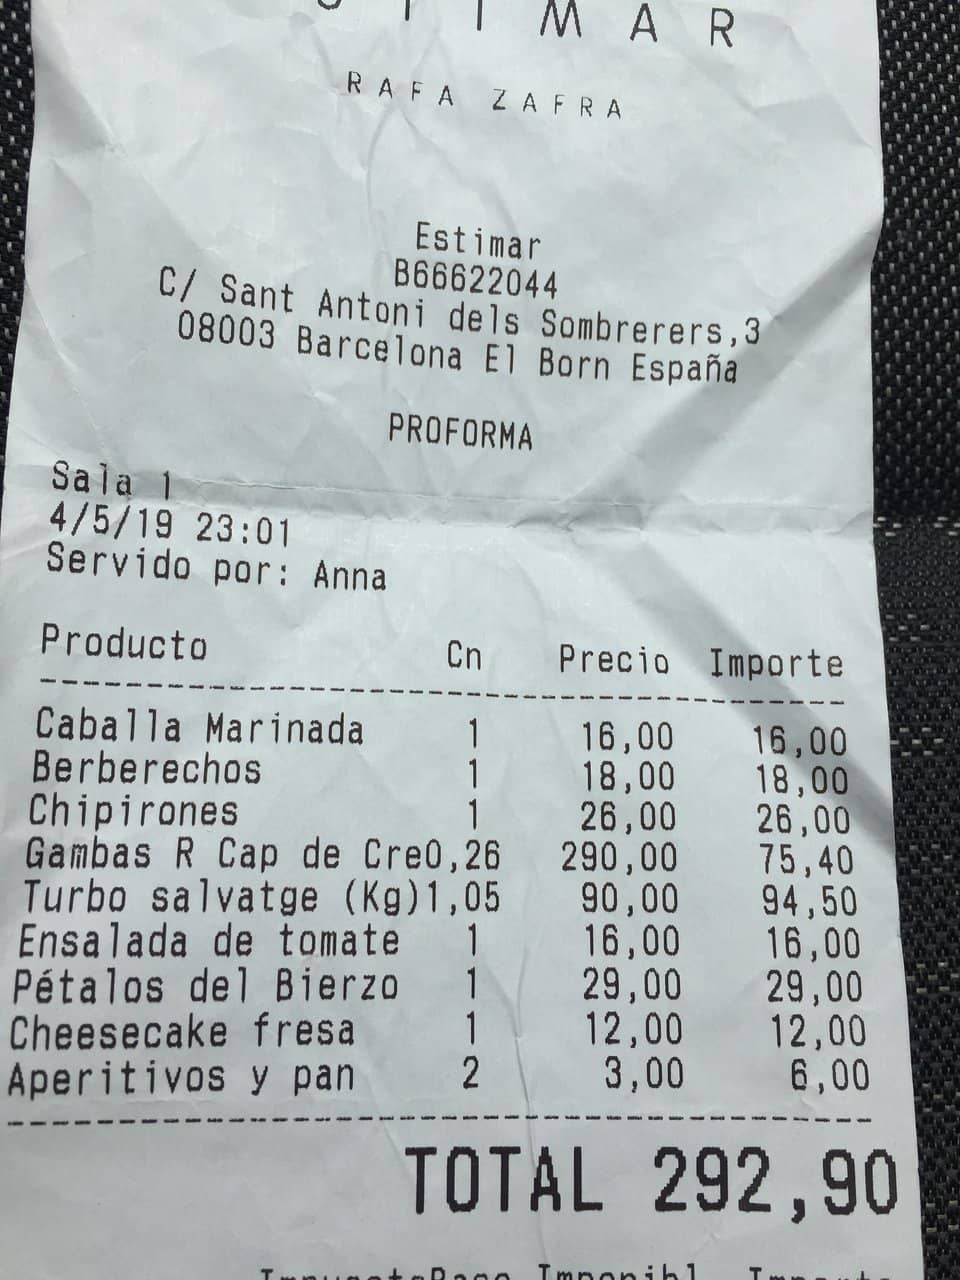 T I M A R
RAFA ZAFRA
Estimar
B66622044
C/ Sant Antoni dels Sombrerers,3
08003 Barcelona El Born España
PROFORMA
Sala 1
4/5/19 23:01
Servido por: Anna
Producto Cn Precio Importe
Caballa Marinada 1 16,00 16,00
Berberechos 1 18,00 18,00
Chipirones 1 26,00 26,00
Gambas R Cap de Cre0,26 290,00 75,40
Turbo salvatge (Kg)1,05 90,00 94,50
Ensalada de tomate 1 16,00 16,00
Pétalos del Bierzo 1 29,00 29,00
Cheesecake fresa 1 12,00 12,00
Aperitivos y pan 2 3,00 6,00
TOTAL 292,90